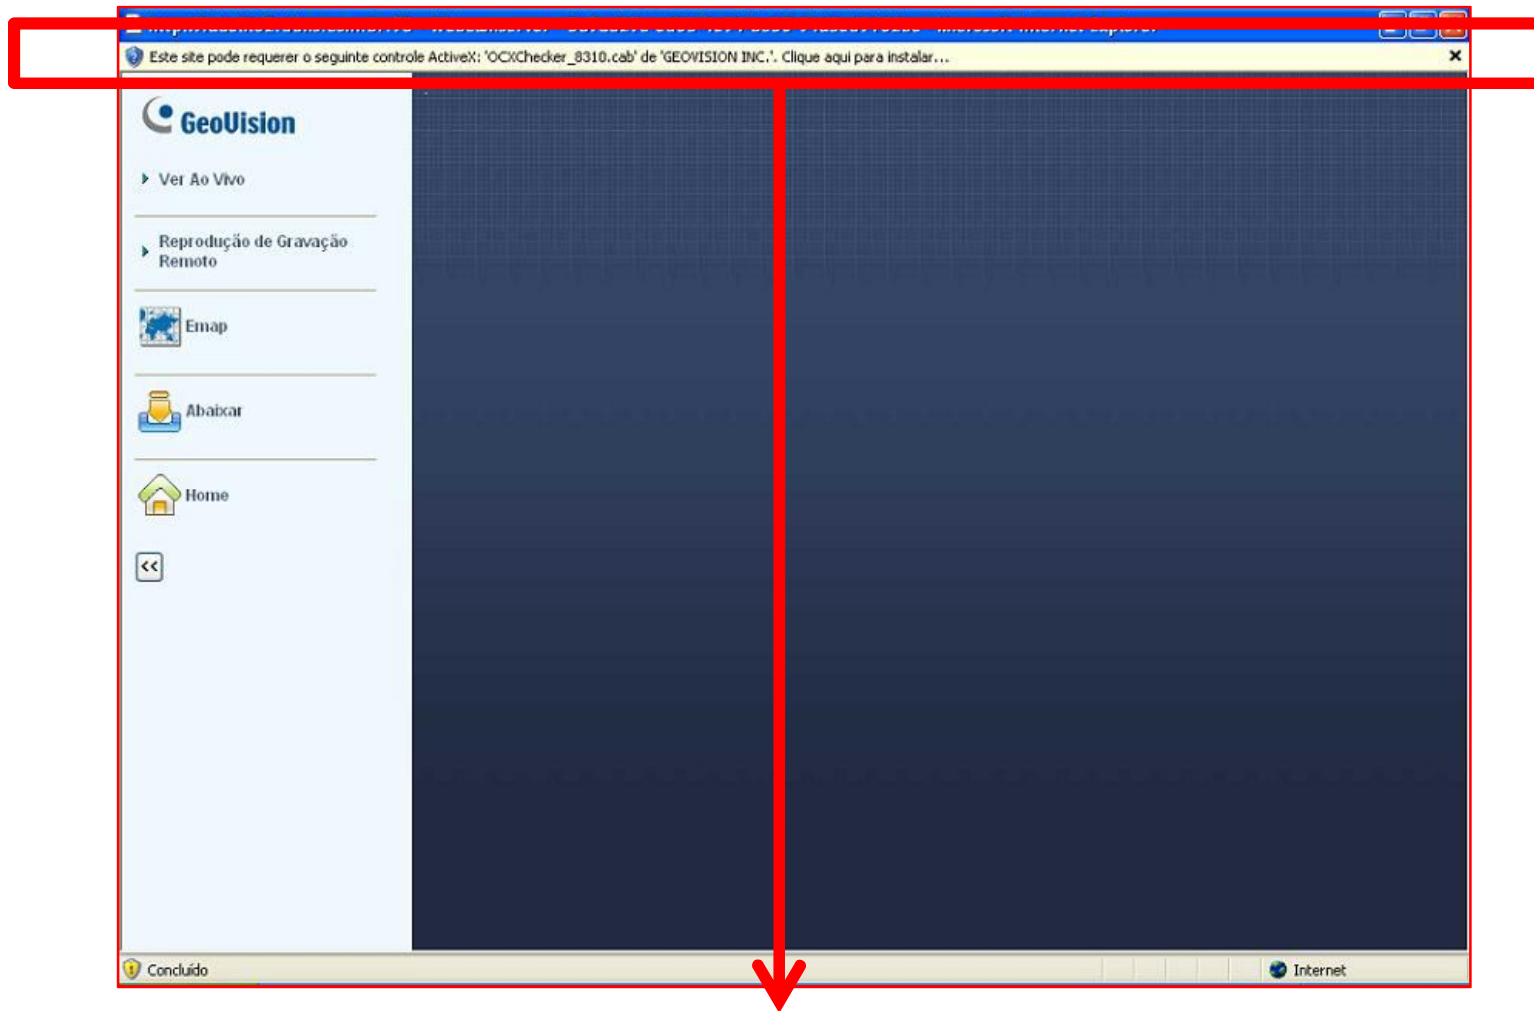 Este site pode requerer o seguinte controle ActiveX: 'OCXChecker_8310.cab' de 'GEOVISION INC.'. Clique aqui para instalar...
GeoVision
Ver Ao Vivo
Reprodução de Gravação
Remoto
Emap
Abaixar
Home
<<
Concluído
Internet